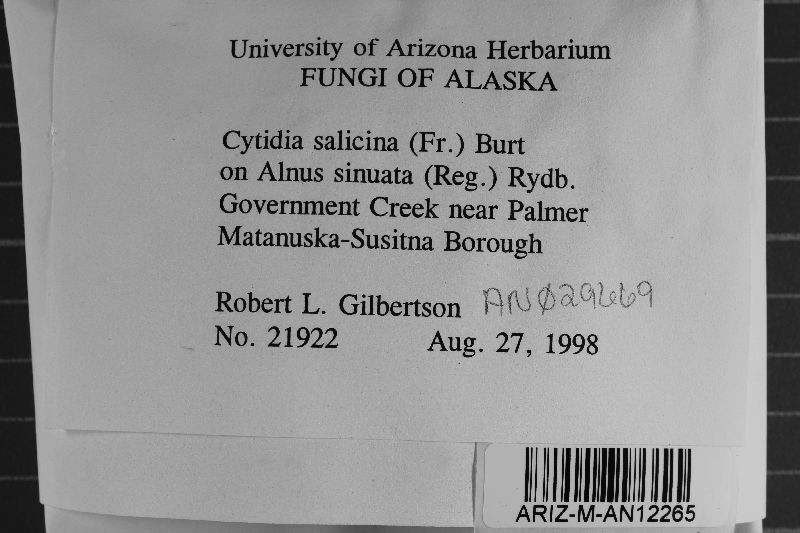 University of Arizona Herbarium
FUNGI OF ALASKA
Cytidia salicina (Fr.) Burt
on Alnus sinuata (Reg.) Rydb.
Government Creek near Palmer
Matanuska-Susitna Borough
Robert L. Gilbertson AN029669
No. 21922 Aug. 27, 1998
ARIZ-M-AN12265